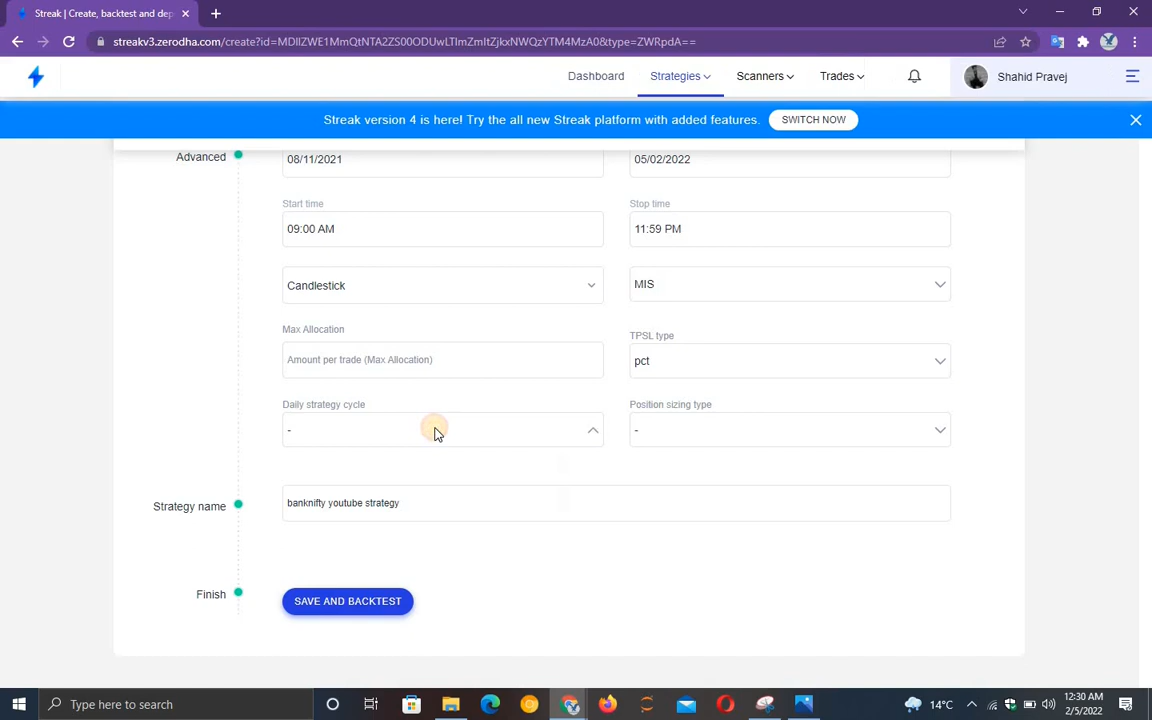 Streak | Create, backtest and dep
streakv3.zerodha.com/create?id=MDllZWE1MmQtNTA2ZS00ODUwLTlmZmItZjkxNWQzYTM4MzA0&type=ZWRpdA==
Dashboard Strategies Scanners Trades Shahid Pravej
Streak version 4 is here! Try the all new Streak platform with added features. SWITCH NOW
Advanced 08/11/2021 05/02/2022
Start time Stop time
09:00 AM 11:59 PM
Candlestick MIS
Max Allocation TPSL type
Amount per trade (Max Allocation) pct
Daily strategy cycle Position sizing type
- -
Strategy name banknifty youtube strategy
Finish SAVE AND BACKTEST
Type here to search 14°C 12:30 AM
2/5/2022